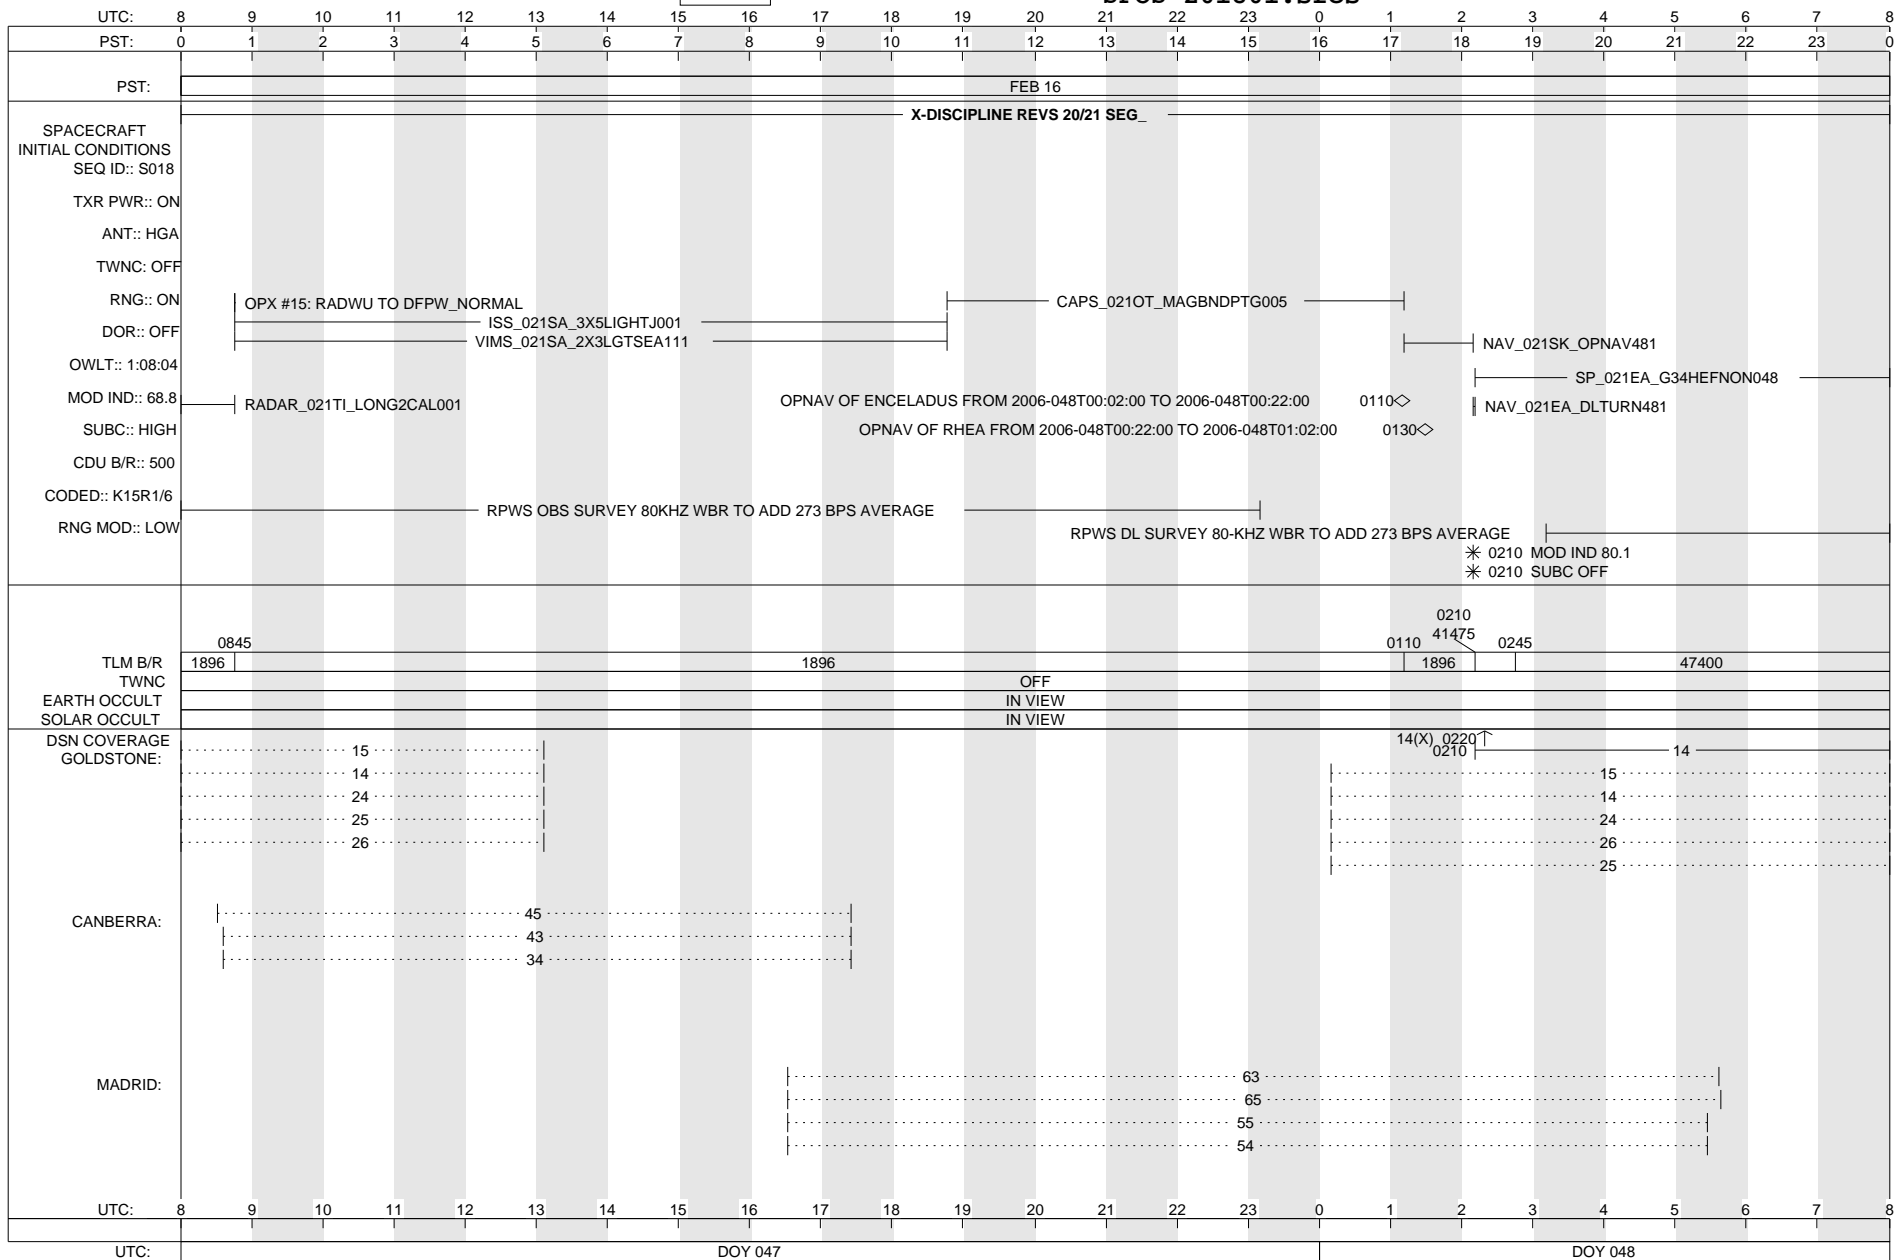 UTC: 8 9 10 11 12 13 14 15 16 17 18 19 20 21 22 23 0 1 2 3 4 5 6 7 8
PST: 0 1 2 3 4 5 6 7 8 9 10 11 12 13 14 15 16 17 18 19 20 21 22 23 0
PST: FEB 16
X-DISCIPLINE REVS 20/21 SEG_
SPACECRAFT
INITIAL CONDITIONS
SEQ ID:: S018
TXR PWR:: ON
ANT:: HGA
TWNC: OFF
RNG:: ON
DOR:: OFF
OWLT:: 1:08:04
MOD IND:: 68.8
SUBC:: HIGH
CDU B/R:: 500
CODED:: K15R1/6
RNG MOD:: LOW
OPX #15: RADWU TO DFPW_NORMAL
CAPS_021OT_MAGBNDPTG005
ISS_021SA_3X5LIGHTJ001
VIMS_021SA_2X3LGTSEA111
NAV_021SK_OPNAV481
SP_021EA_G34HEFNON048
RADAR_021TI_LONG2CAL001
OPNAV OF ENCELADUS FROM 2006-048T00:02:00 TO 2006-048T00:22:00 0110
NAV_021EA_DLTURN481
OPNAV OF RHEA FROM 2006-048T00:22:00 TO 2006-048T01:02:00 0130
RPWS OBS SURVEY 80KHZ WBR TO ADD 273 BPS AVERAGE
RPWS DL SURVEY 80-KHZ WBR TO ADD 273 BPS AVERAGE
0210 MOD IND 80.1
0210 SUBC OFF
0210
0845 0110 41475 0245
TLM B/R 1896 1896 1896 47400
TWNC OFF
EARTH OCCULT IN VIEW
SOLAR OCCULT IN VIEW
DSN COVERAGE
GOLDSTONE:
14(X) 0220
0210 14
15 15
14 14
24 24
25 26
26 25
CANBERRA:
45
43
34
MADRID:
63
65
55
54
UTC: 8 9 10 11 12 13 14 15 16 17 18 19 20 21 22 23 0 1 2 3 4 5 6 7 8
UTC: DOY 047 DOY 048